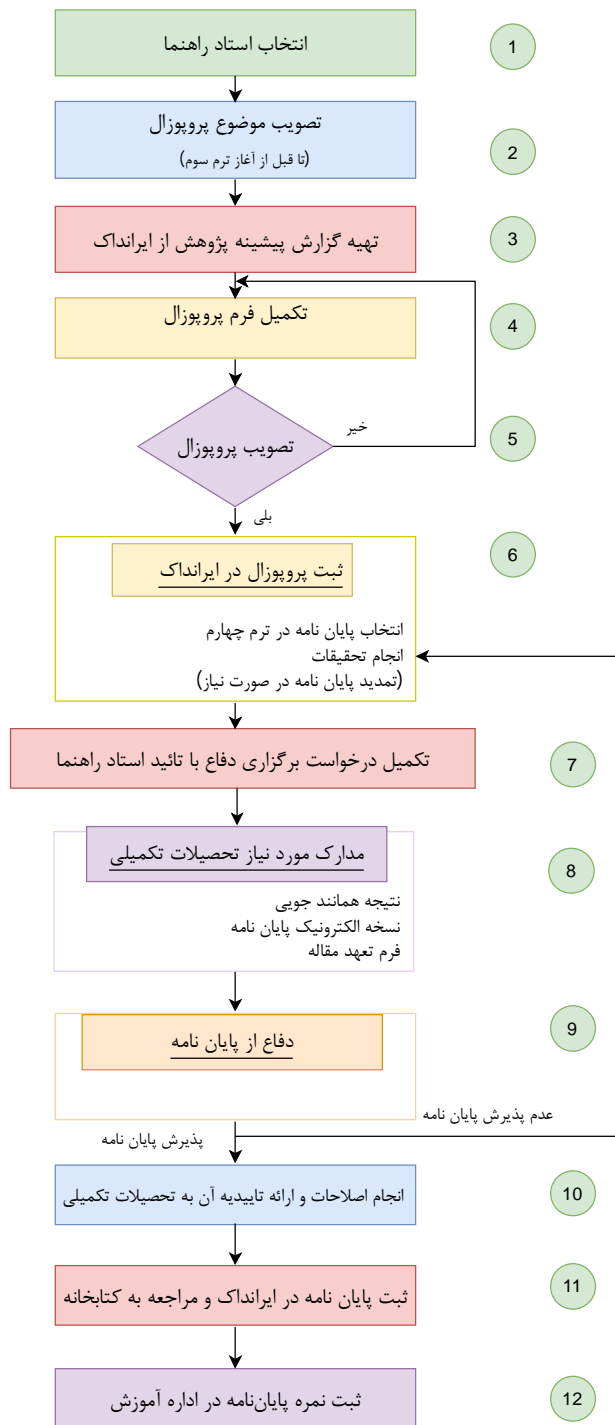 انتخاب استاد راهنما
1
تصویب موضوع پروپوزال
(تا قبل از آغاز ترم سوم)
2
تهیه گزارش پیشینه پژوهش از ایرانداک
3
تکمیل فرم پروپوزال
4
تصویب پروپوزال
خیر
5
بلی
ثبت پروپوزال در ایرانداک
6
انتخاب پایان نامه در ترم چهارم
انجام تحقیقات
(تمدید پایان نامه در صورت نیاز)
تکمیل درخواست برگزاری دفاع با تائید استاد راهنما
7
مدارک مورد نیاز تحصیلات تکمیلی
8
نتیجه همانند جویی
نسخه الکترونیک پایان نامه
فرم تعهد مقاله
دفاع از پایان نامه
9
عدم پذیرش پایان نامه
پذیرش پایان نامه
انجام اصلاحات و ارائه تاییدیه آن به تحصیلات تکمیلی
10
ثبت پایان نامه در ایرانداک و مراجعه به کتابخانه
11
ثبت نمره پایان‌نامه در اداره آموزش
12